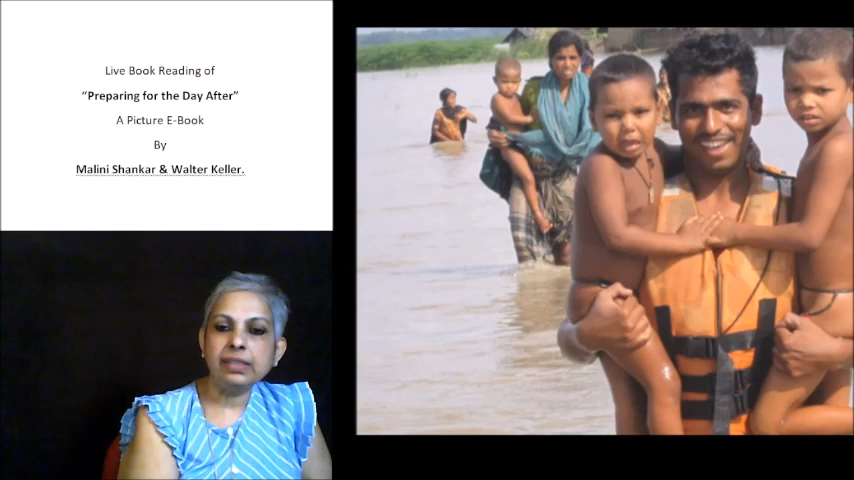 Live Book Reading of
“Preparing for the Day After”
A Picture E-Book
By
Malini Shankar & Walter Keller.